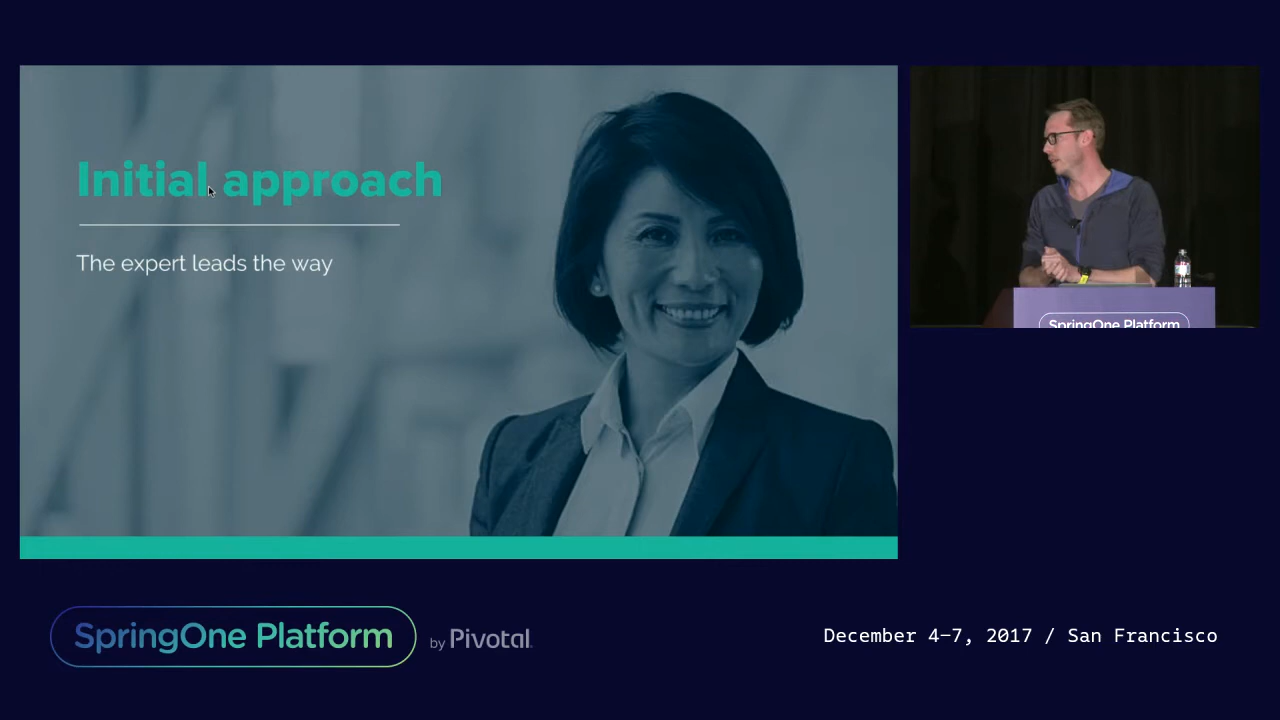 Initial approach
The expert leads the way
SpringOne Platform
SpringOne Platform
by Pivotal
December 4–7, 2017 / San Francisco